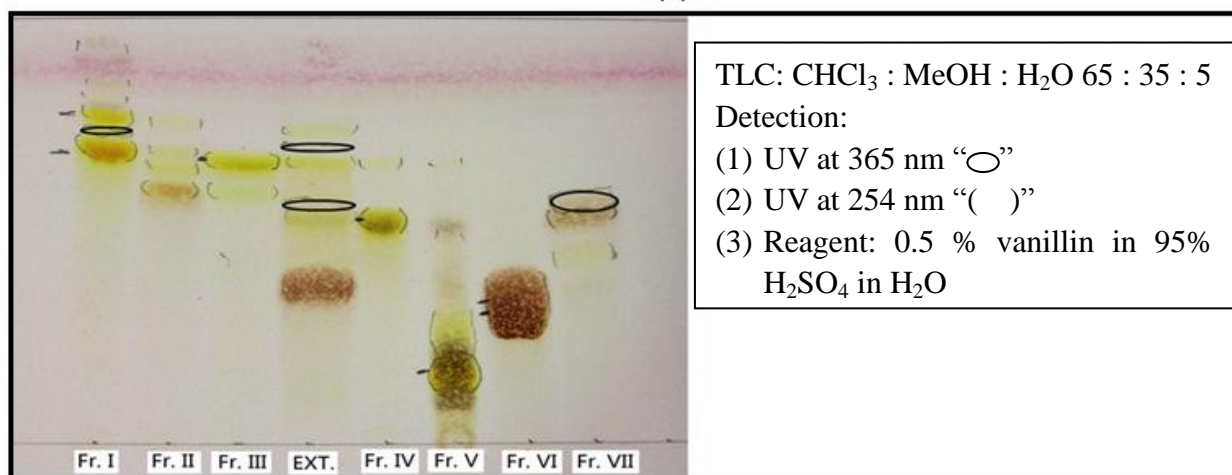 TLC: CHCl₃ : MeOH : H₂O 65 : 35 : 5
Detection:
(1) UV at 365 nm “⬭”
(2) UV at 254 nm “( )”
(3) Reagent: 0.5 % vanillin in 95%
H₂SO₄ in H₂O
Fr. I Fr. II Fr. III EXT. Fr. IV Fr. V Fr. VI Fr. VII